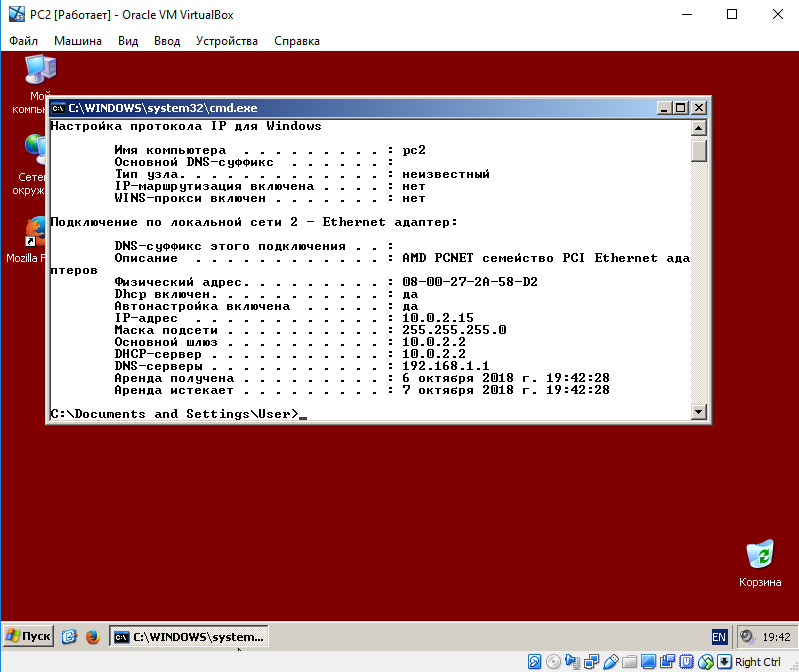 PC2 [Работает] - Oracle VM VirtualBox
Файл Машина Вид Ввод Устройства Справка
Мой
компь
Сете
окруж
Mozilla F
C:\WINDOWS\system32\cmd.exe
Настройка протокола IP для Windows
Имя компьютера . . . . . . . . . : pc2
Основной DNS-суффикс . . . . . . :
Тип узла. . . . . . . . . . . . . : неизвестный
IP-маршрутизация включена . . . . : нет
WINS-прокси включен . . . . . . . : нет
Подключение по локальной сети 2 - Ethernet адаптер:
DNS-суффикс этого подключения . . :
Описание . . . . . . . . . . . . : AMD PCNET семейство PCI Ethernet ада
птеров
Физический адрес. . . . . . . . . : 08-00-27-2A-58-D2
Dhcp включен. . . . . . . . . . . : да
Автонастройка включена . . . . . : да
IP-адрес . . . . . . . . . . . . : 10.0.2.15
Маска подсети . . . . . . . . . . : 255.255.255.0
Основной шлюз . . . . . . . . . . : 10.0.2.2
DHCP-сервер . . . . . . . . . . . : 10.0.2.2
DNS-серверы . . . . . . . . . . . : 192.168.1.1
Аренда получена . . . . . . . . . : 6 октября 2018 г. 19:42:28
Аренда истекает . . . . . . . . . : 7 октября 2018 г. 19:42:28
C:\Documents and Settings\User>_
Корзина
Пуск C:\WINDOWS\system... EN 19:42
Right Ctrl